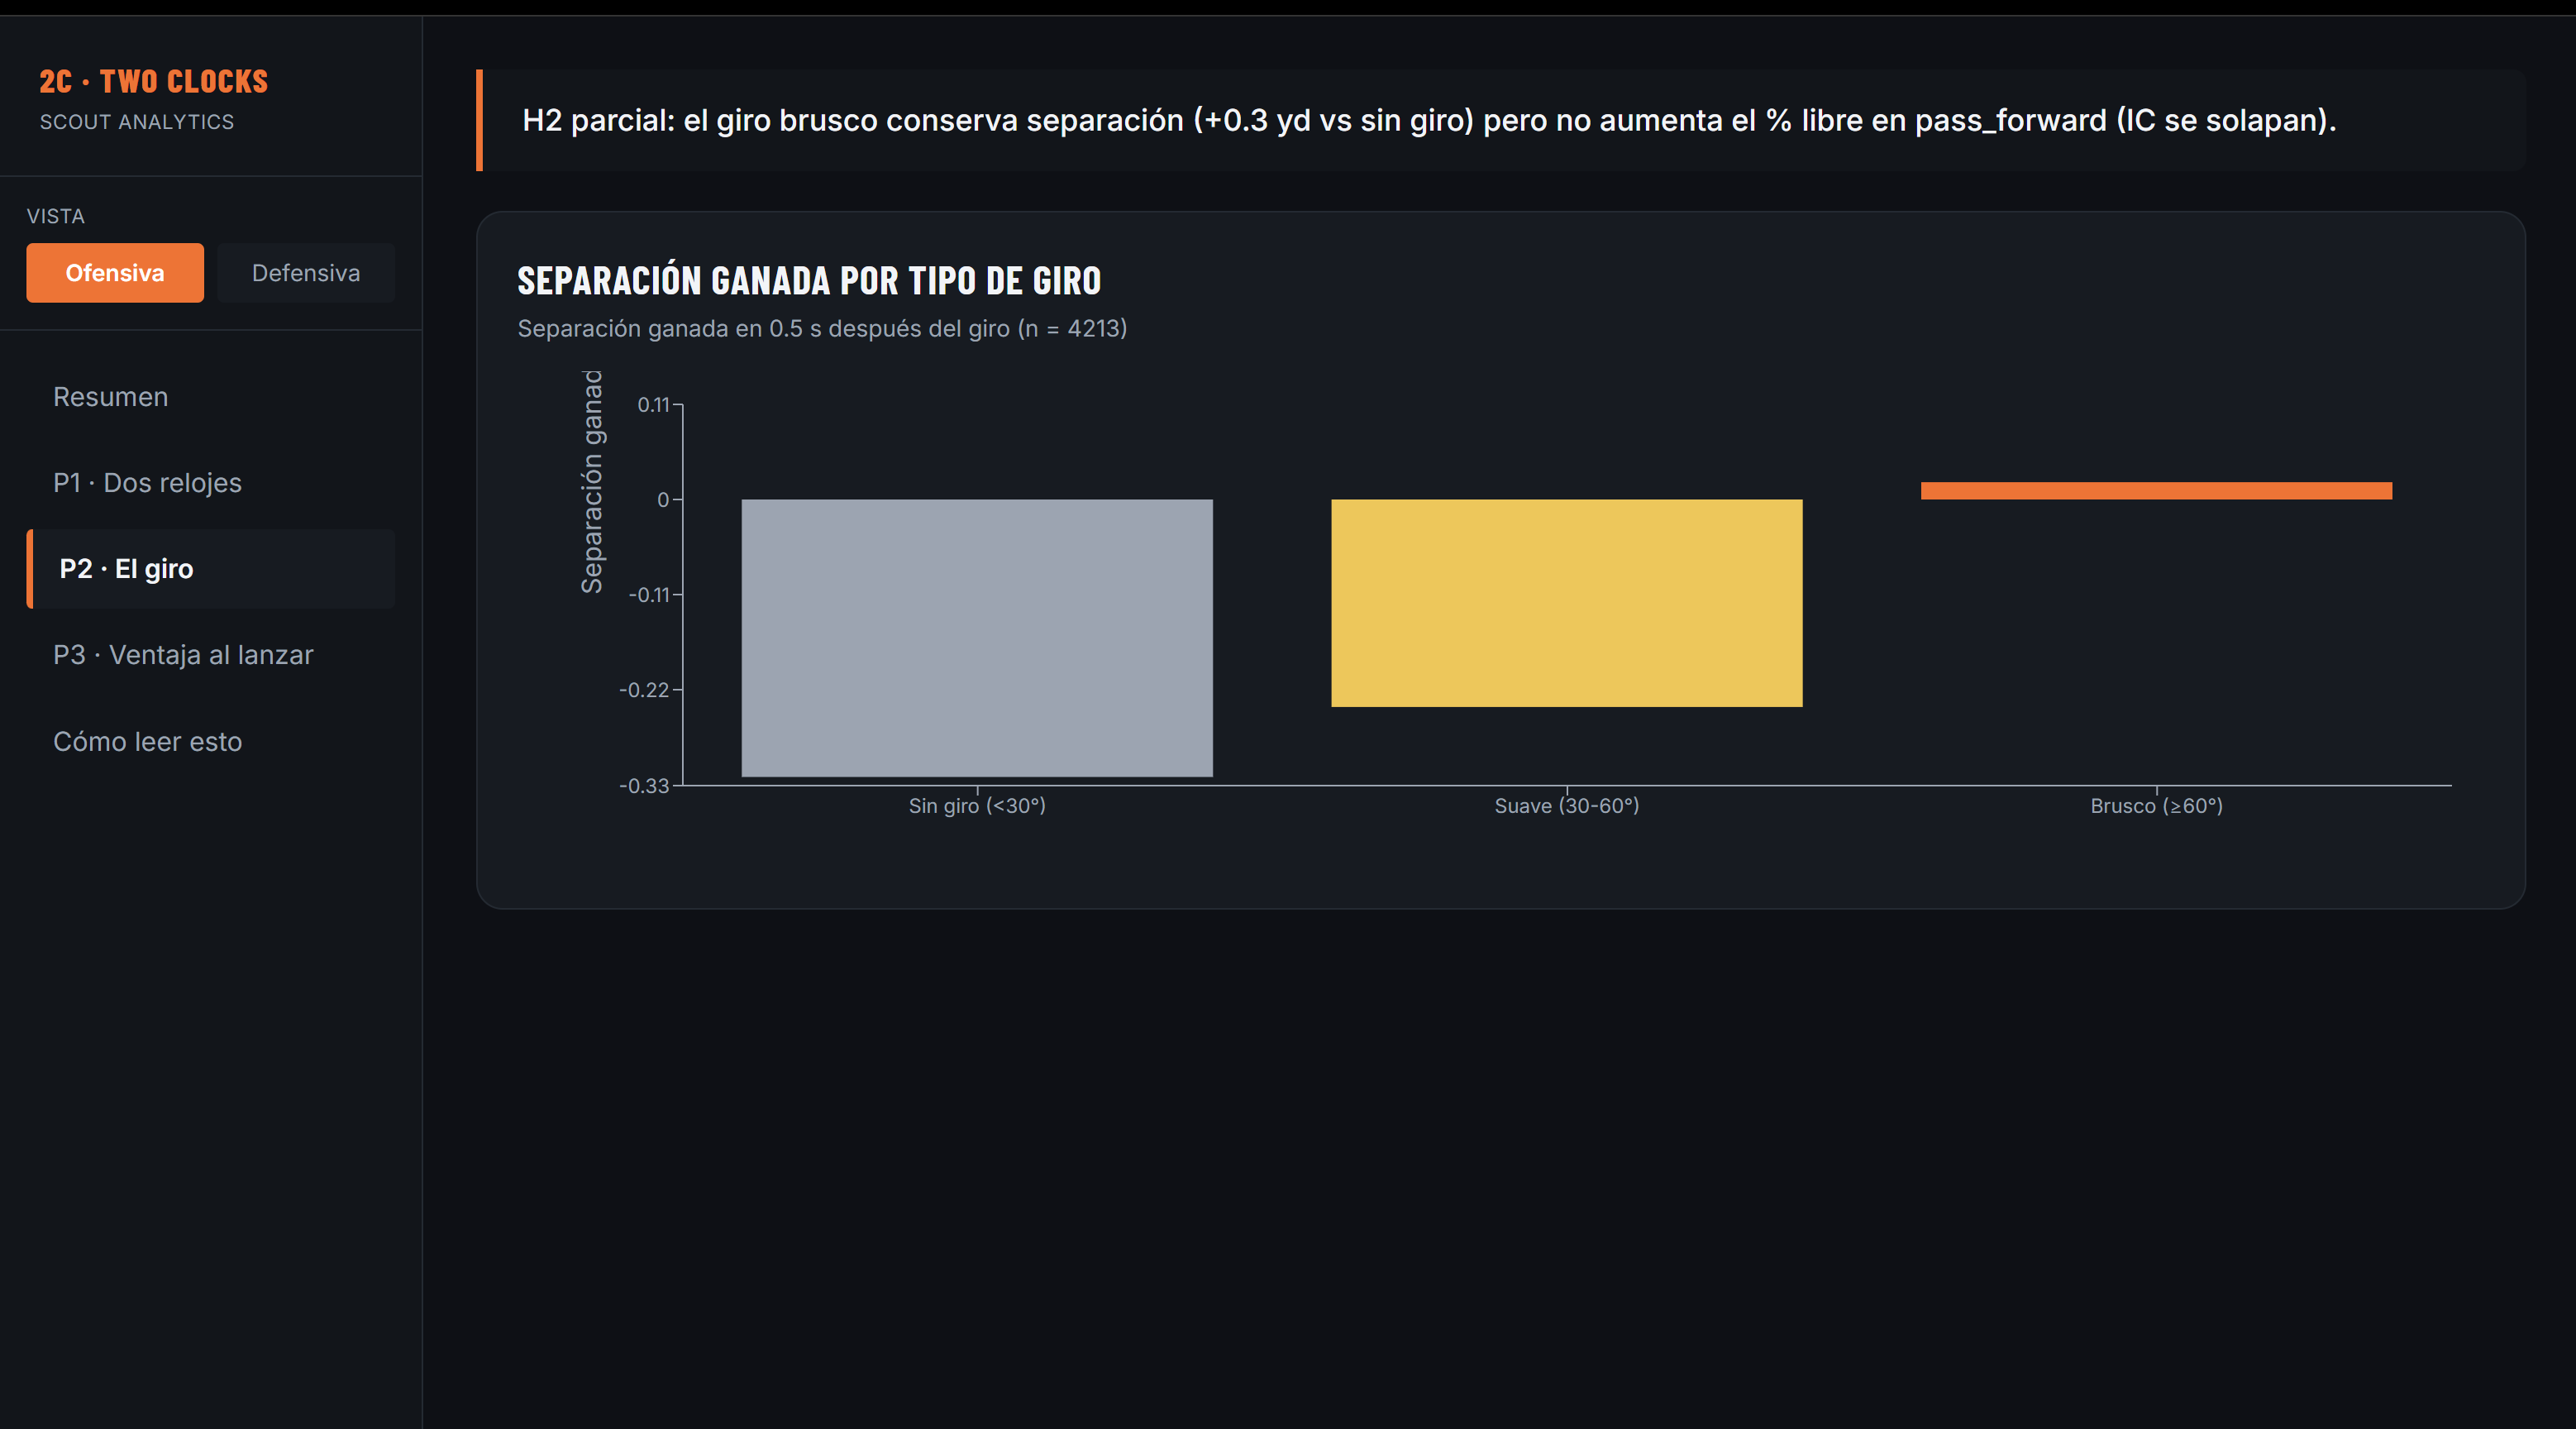 2C · TWO CLOCKS
SCOUT ANALYTICS
VISTA
Ofensiva
Defensiva
Resumen
P1 · Dos relojes
P2 · El giro
P3 · Ventaja al lanzar
Cómo leer esto
H2 parcial: el giro brusco conserva separación (+0.3 yd vs sin giro) pero no aumenta el % libre en pass_forward (IC se solapan).
SEPARACIÓN GANADA POR TIPO DE GIRO
Separación ganada en 0.5 s después del giro (n = 4213)
Separación ganad
0.11
0
-0.11
-0.22
-0.33
Sin giro (<30°)
Suave (30-60°)
Brusco (≥60°)